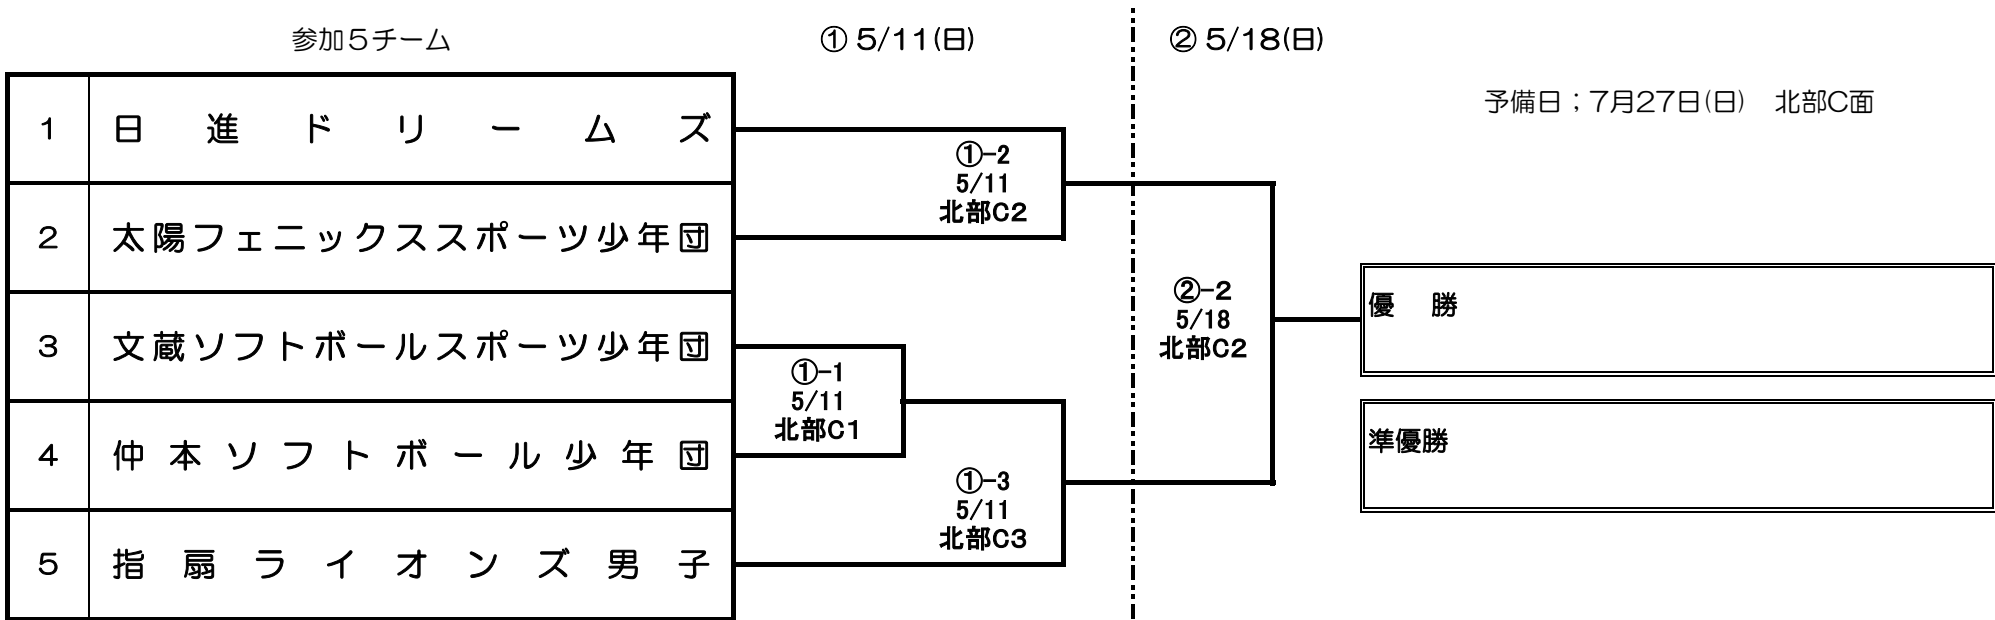 参加5チーム
① 5/11(日)
② 5/18(日)
予備日；7月27日(日)　北部C面
1 日進ドリームズ
2 太陽フェニックススポーツ少年団
3 文蔵ソフトボールスポーツ少年団
4 仲本ソフトボール少年団
5 指扇ライオンズ男子
①-2
5/11
北部C2
①-1
5/11
北部C1
①-3
5/11
北部C3
②-2
5/18
北部C2
優　勝
準優勝